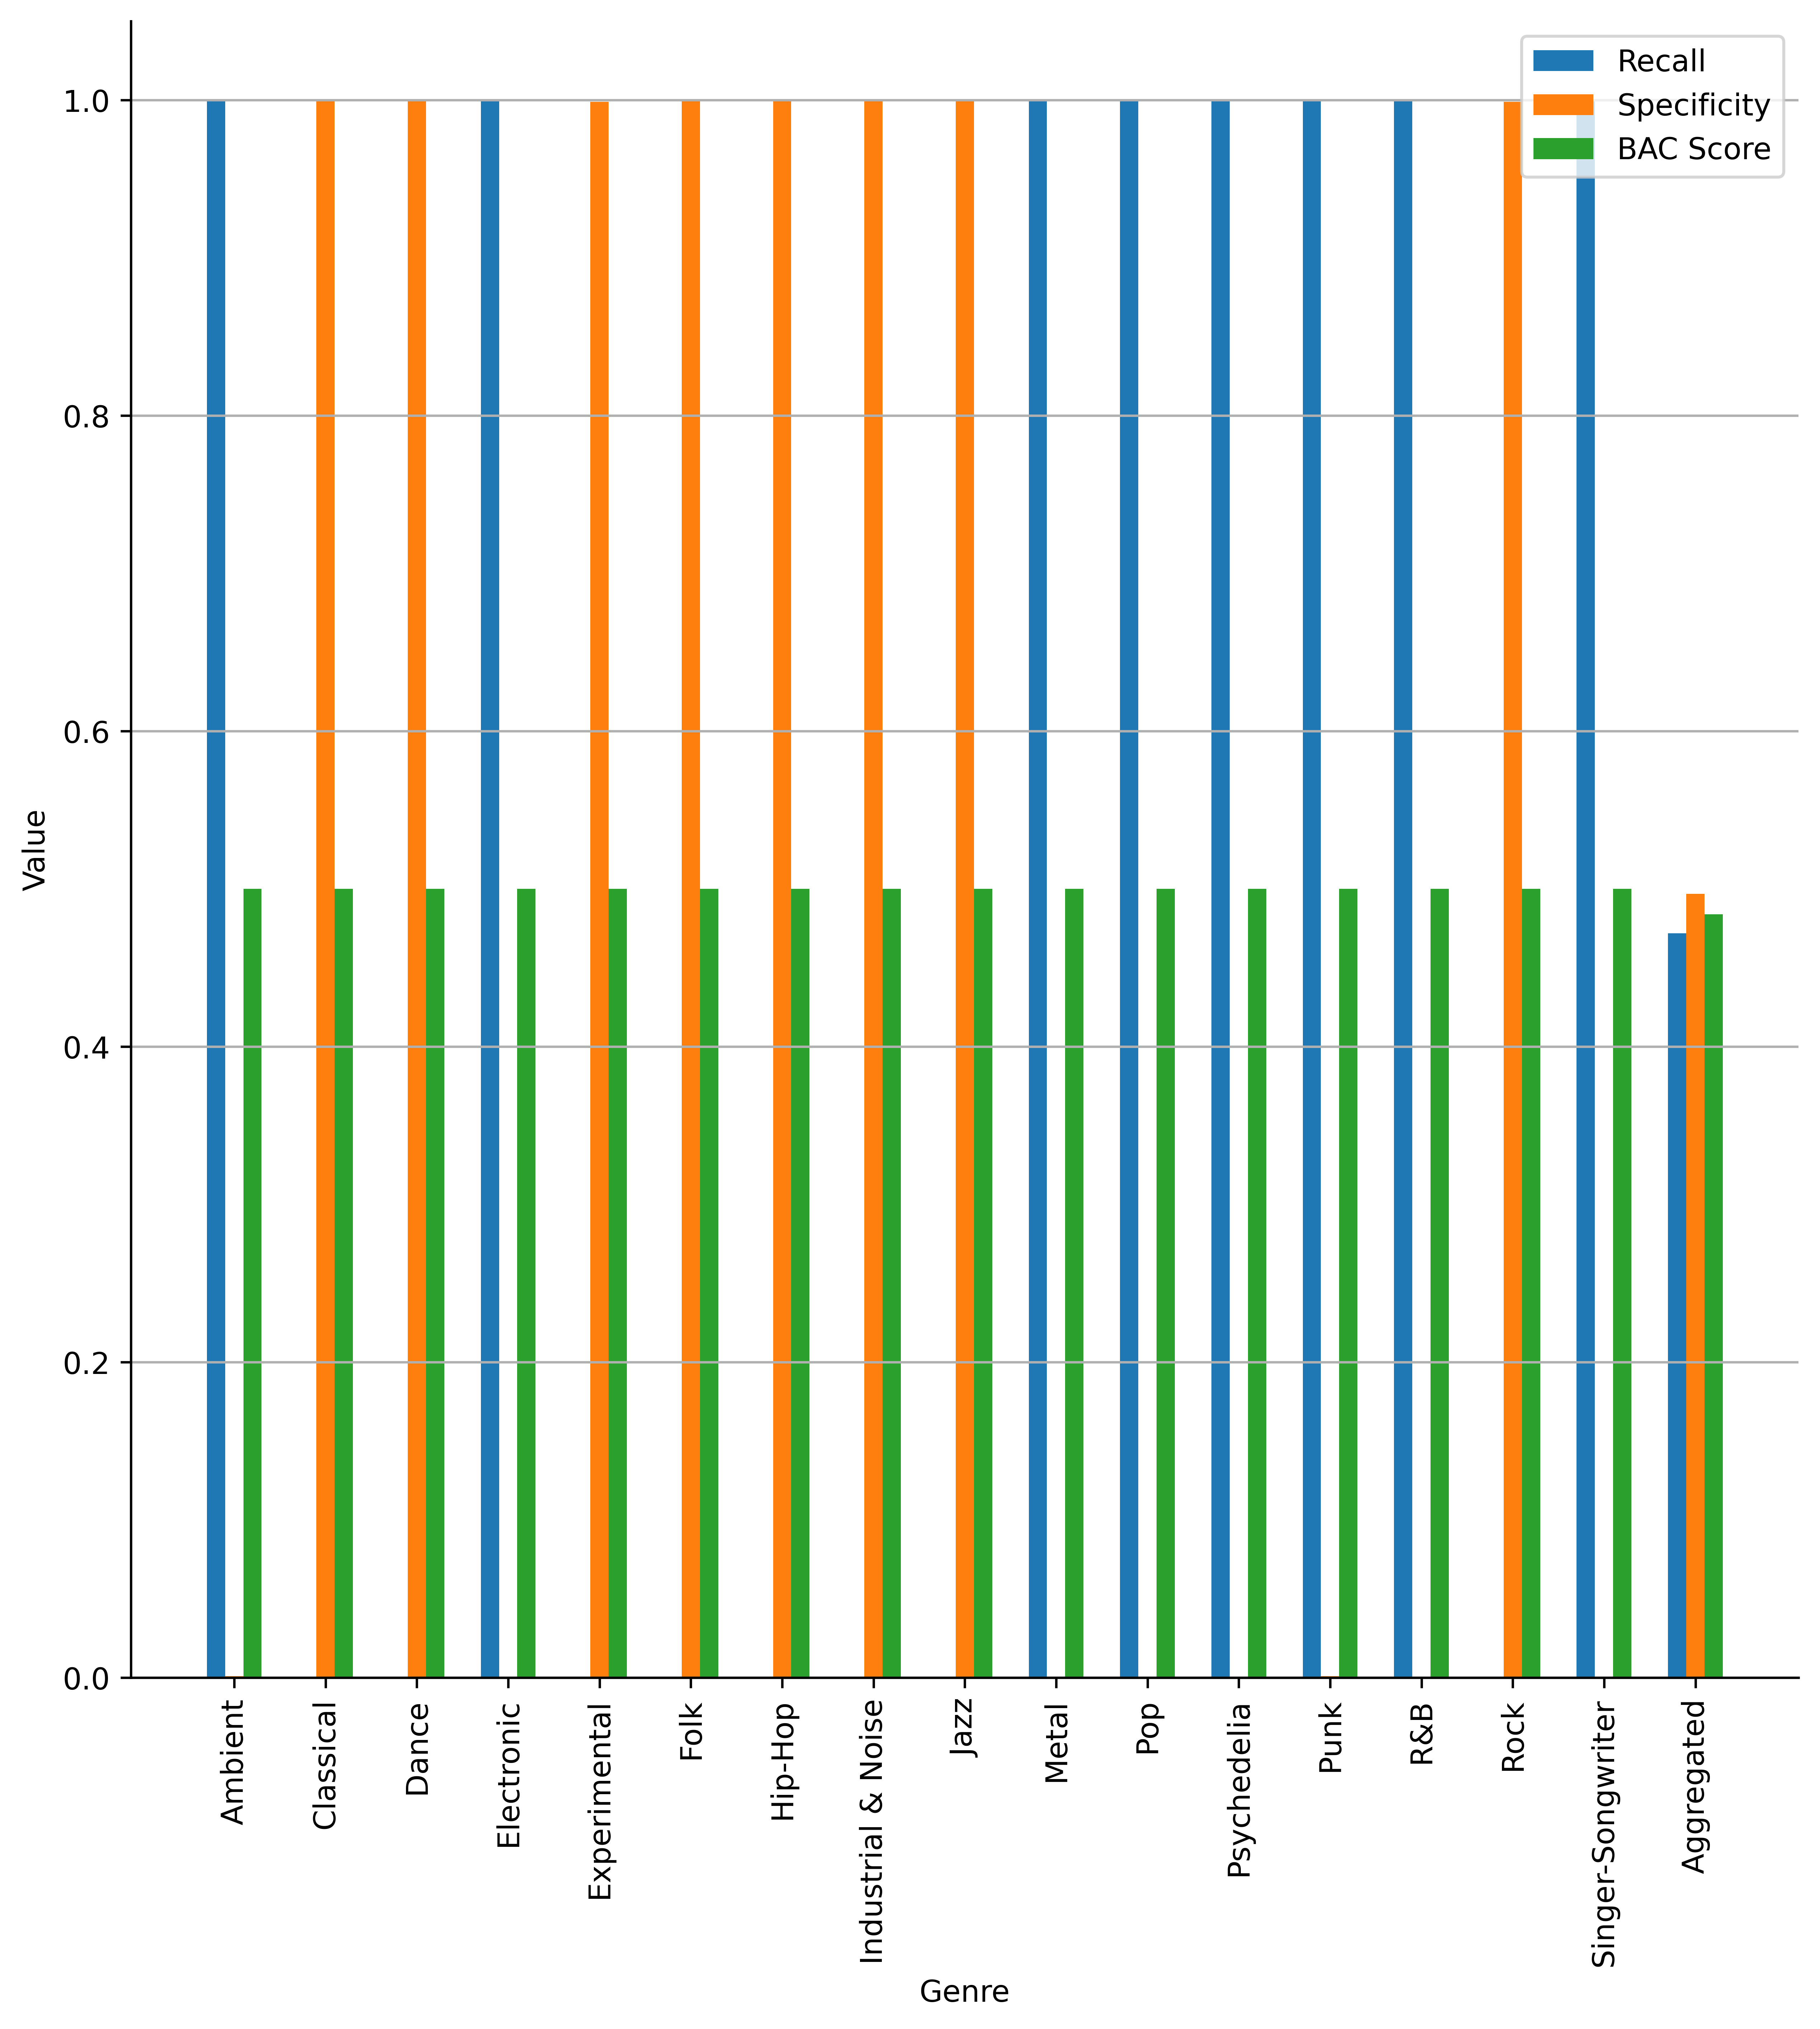 Recall
Specificity
BAC Score
1.0
0.8
0.6
0.4
0.2
0.0
Value
Ambient
Classical
Dance
Electronic
Experimental
Folk
Hip-Hop
Industrial & Noise
Jazz
Metal
Pop
Psychedelia
Punk
R&B
Rock
Singer-Songwriter
Aggregated
Genre